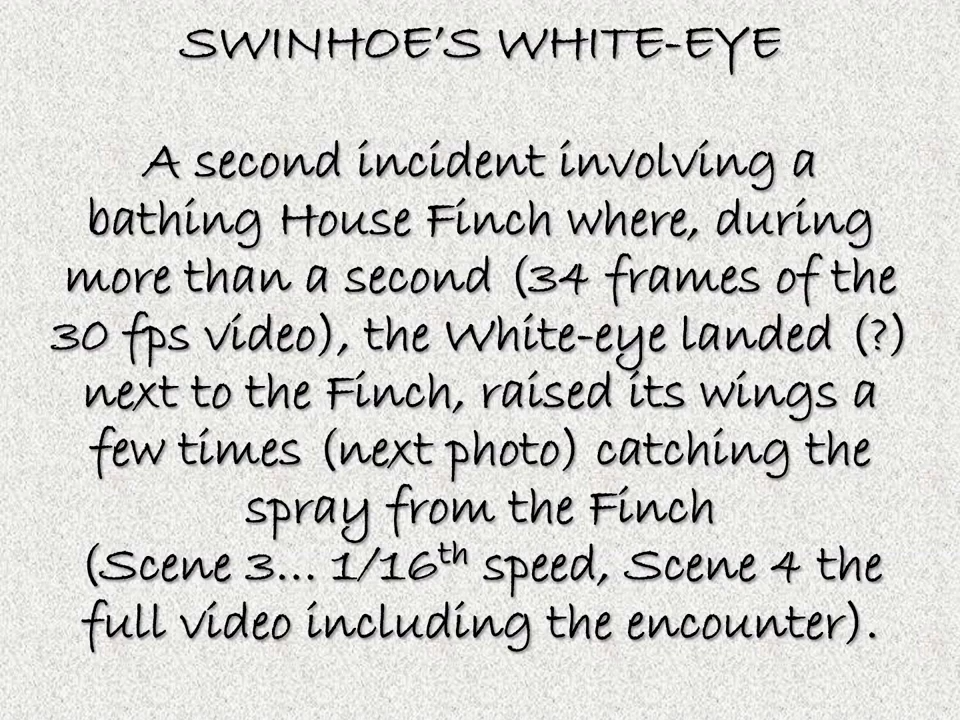 SWINHOE'S WHITE-EYE
A second incident involving a
bathing House Finch where, during
more than a second (34 frames of the
30 fps video), the White-eye landed (?)
next to the Finch, raised its wings a
few times (next photo) catching the
spray from the Finch
(Scene 3... 1/16th speed, Scene 4 the
full video including the encounter).